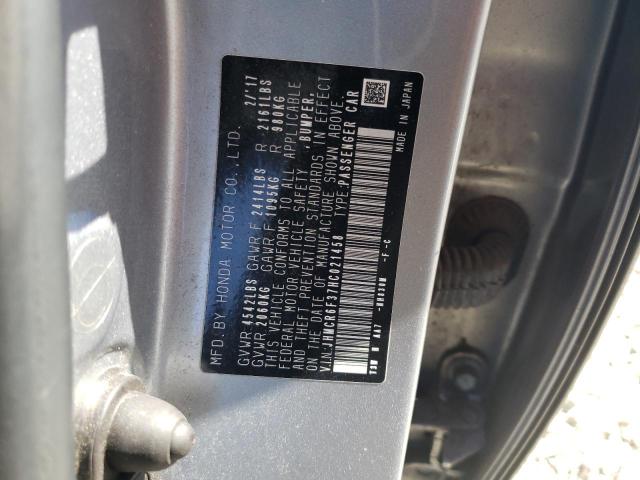 MFD.BY HONDA MOTOR CO.,LTD. 2/'17
GVWR 4542LBS GAWR F 2414LBS R 2161LBS
GVWR 2060KG GAWR F 1095KG R 980KG
THIS VEHICLE CONFORMS TO ALL APPLICABLE
FEDERAL MOTOR VEHICLE SAFETY ,BUMPER,
AND THEFT PREVENTION STANDARDS IN EFFECT
ON THE DATE OF MANUFACTURE SHOWN ABOVE.
V.I.N:JHMCR6F37HC021458 TYPE:PASSENGER CAR
T3W AA7 -F-C MADE IN JAPAN